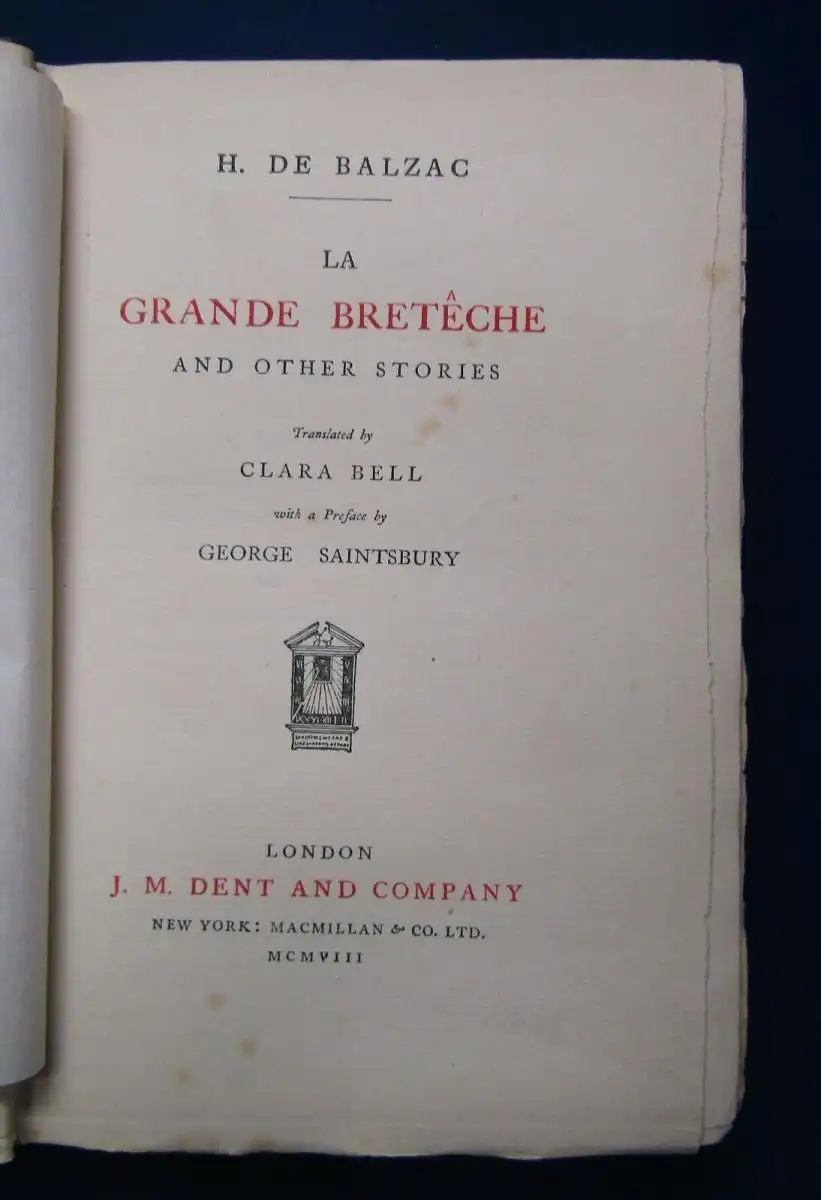 H. DE BALZAC
LA
GRANDE BRETÊCHE
AND OTHER STORIES
Translated by
CLARA BELL
with a Preface by
GEORGE SAINTSBURY
LONDON
J. M. DENT AND COMPANY
NEW YORK: MACMILLAN & CO. LTD.
MCMVIII